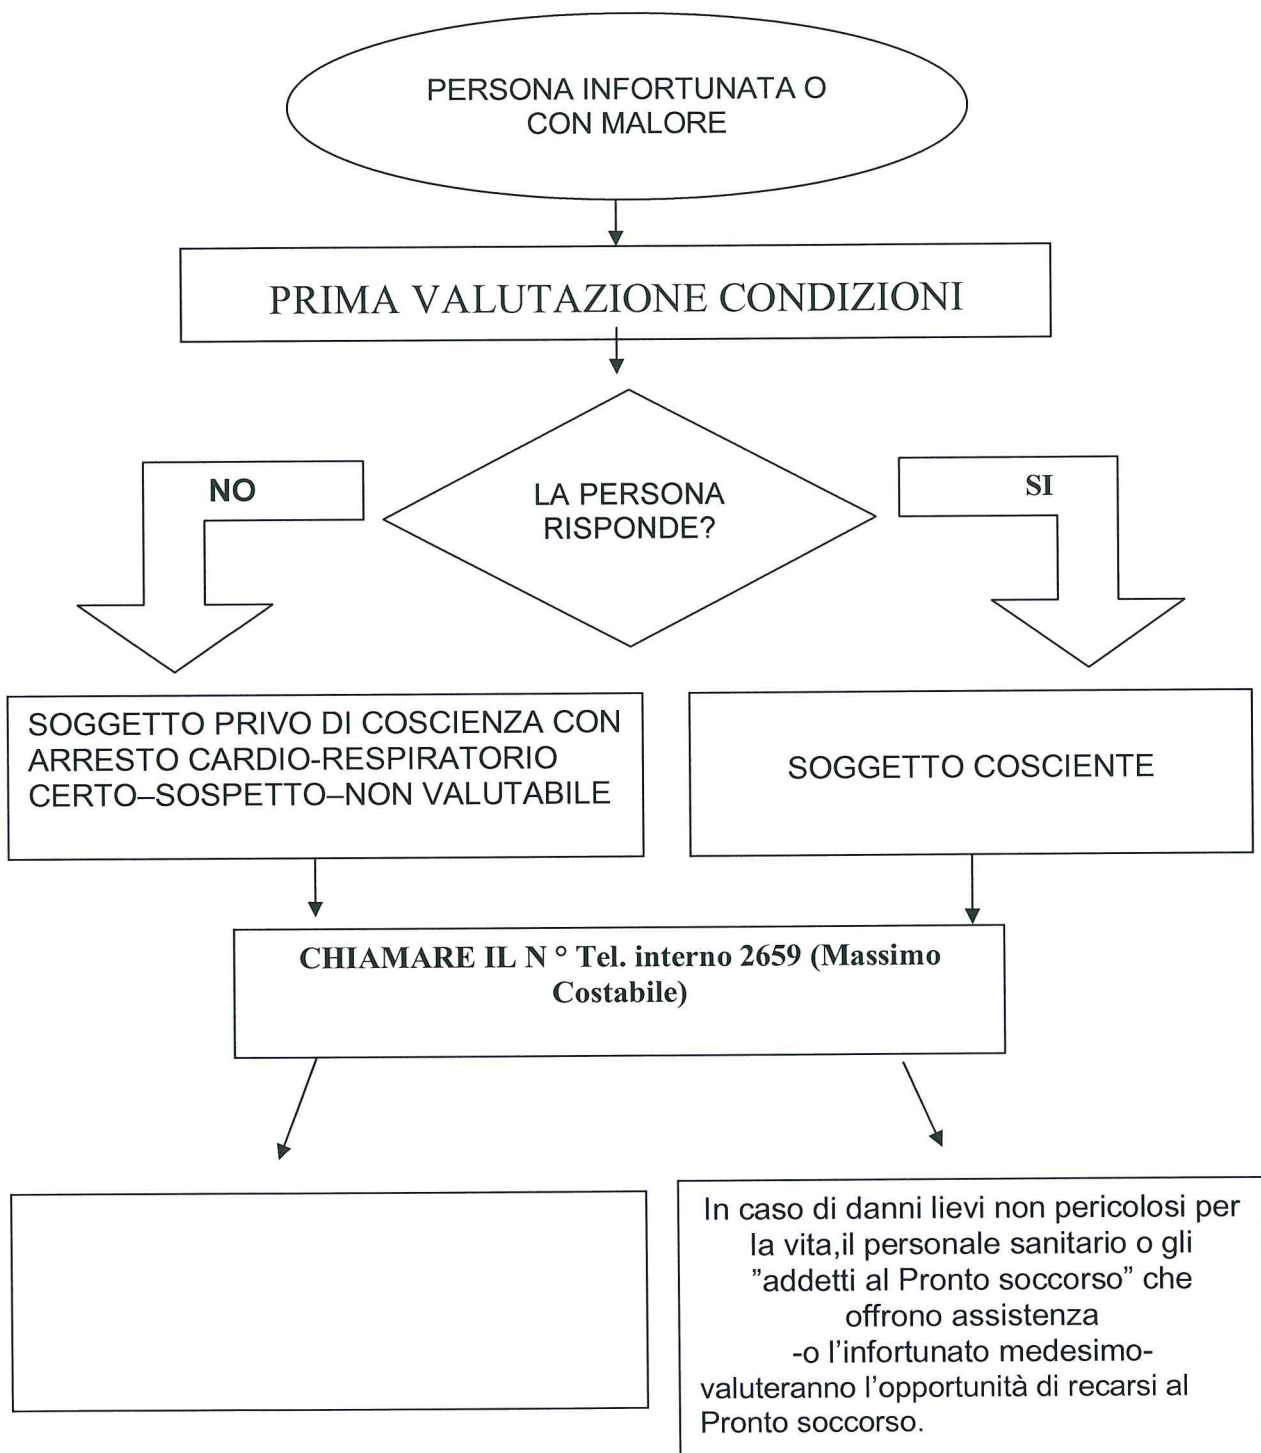 PERSONA INFORTUNATA O
CON MALORE
PRIMA VALUTAZIONE CONDIZIONI
NO
LA PERSONA
RISPONDE?
SI
SOGGETTO PRIVO DI COSCIENZA CON
ARRESTO CARDIO-RESPIRATORIO
CERTO–SOSPETTO–NON VALUTABILE
SOGGETTO COSCIENTE
CHIAMARE IL N ° Tel. interno 2659 (Massimo
Costabile)
In caso di danni lievi non pericolosi per
la vita,il personale sanitario o gli
”addetti al Pronto soccorso” che
offrono assistenza
-o l’infortunato medesimo-
valuteranno l’opportunità di recarsi al
Pronto soccorso.